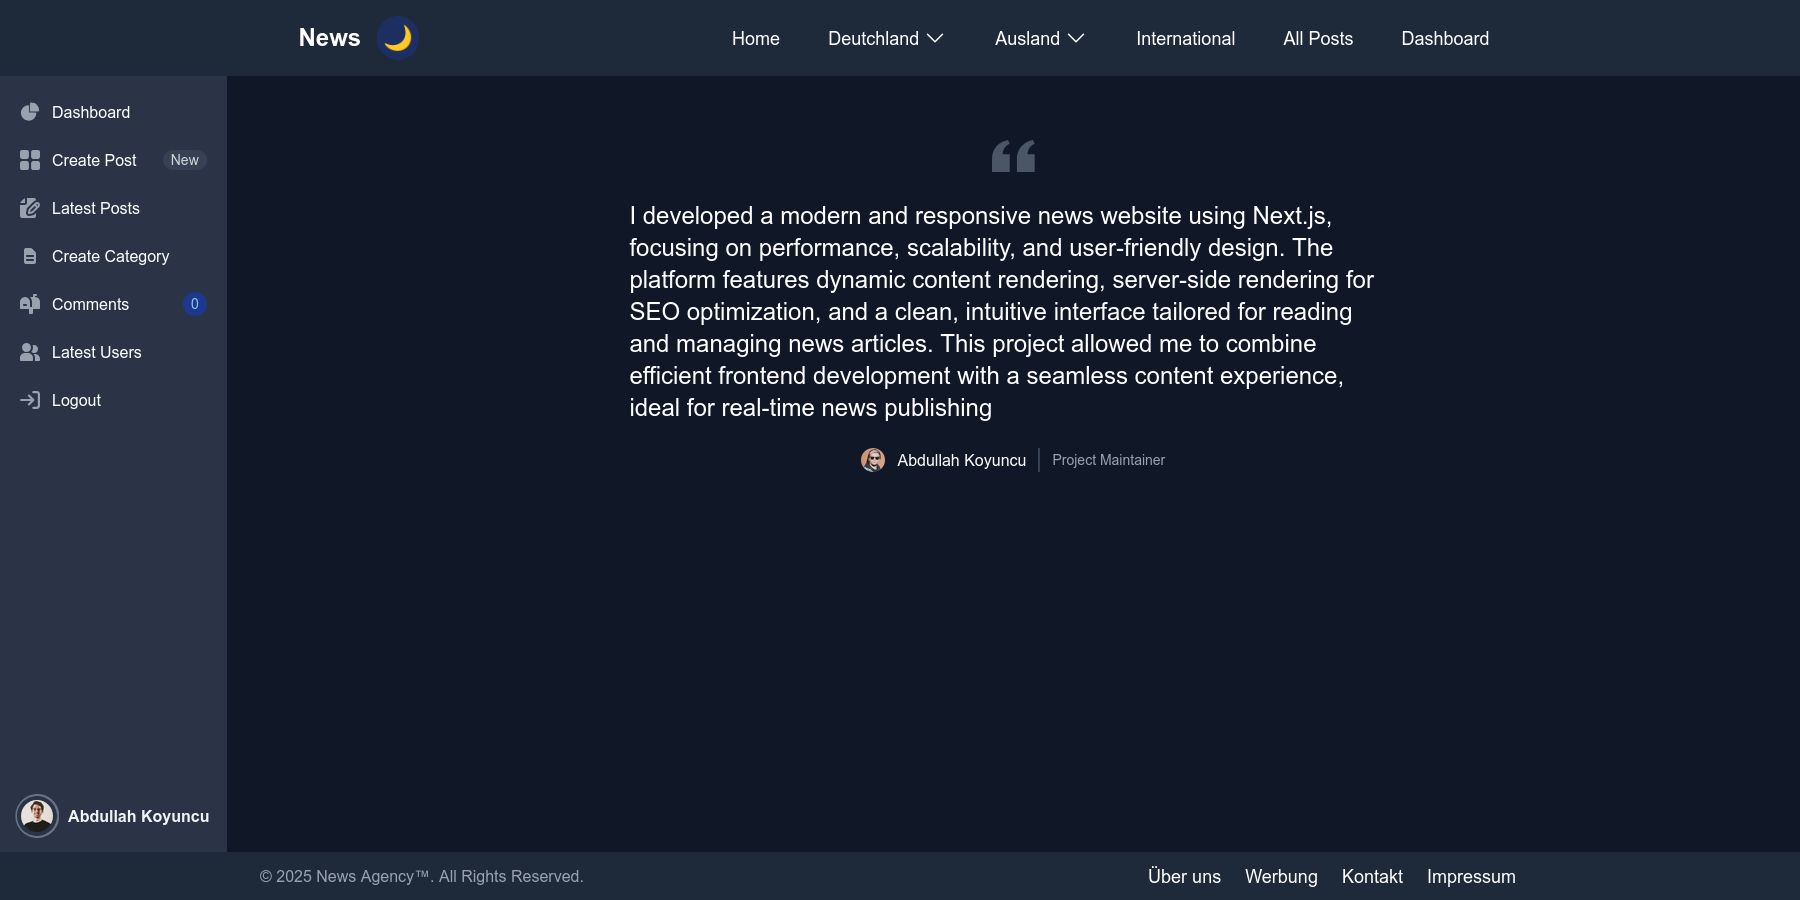 News
Home Deutchland Ausland International All Posts Dashboard
Dashboard
Create Post New
Latest Posts
Create Category
Comments 0
Latest Users
Logout
Abdullah Koyuncu
I developed a modern and responsive news website using Next.js,
focusing on performance, scalability, and user-friendly design. The
platform features dynamic content rendering, server-side rendering for
SEO optimization, and a clean, intuitive interface tailored for reading
and managing news articles. This project allowed me to combine
efficient frontend development with a seamless content experience,
ideal for real-time news publishing
Abdullah Koyuncu Project Maintainer
© 2025 News Agency™. All Rights Reserved.
Über uns Werbung Kontakt Impressum